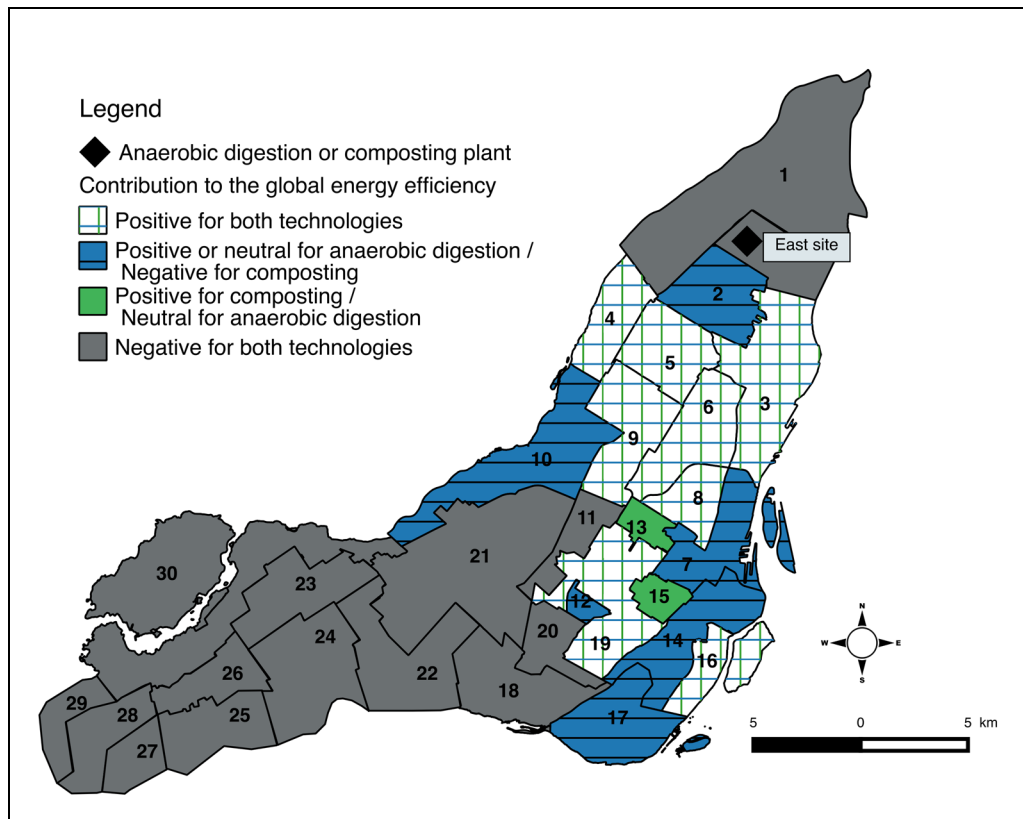 Legend
Anaerobic digestion or composting plant
Contribution to the global energy efficiency
Positive for both technologies
Positive or neutral for anaerobic digestion /
Negative for composting
Positive for composting /
Neutral for anaerobic digestion
Negative for both technologies
1
East site
2
4
5
6
3
9
10
8
11
13
21
7
30
23
12
15
24
20
19
14
16
26
22
18
29
28
25
17
27
N
W
E
S
5
0
5 km